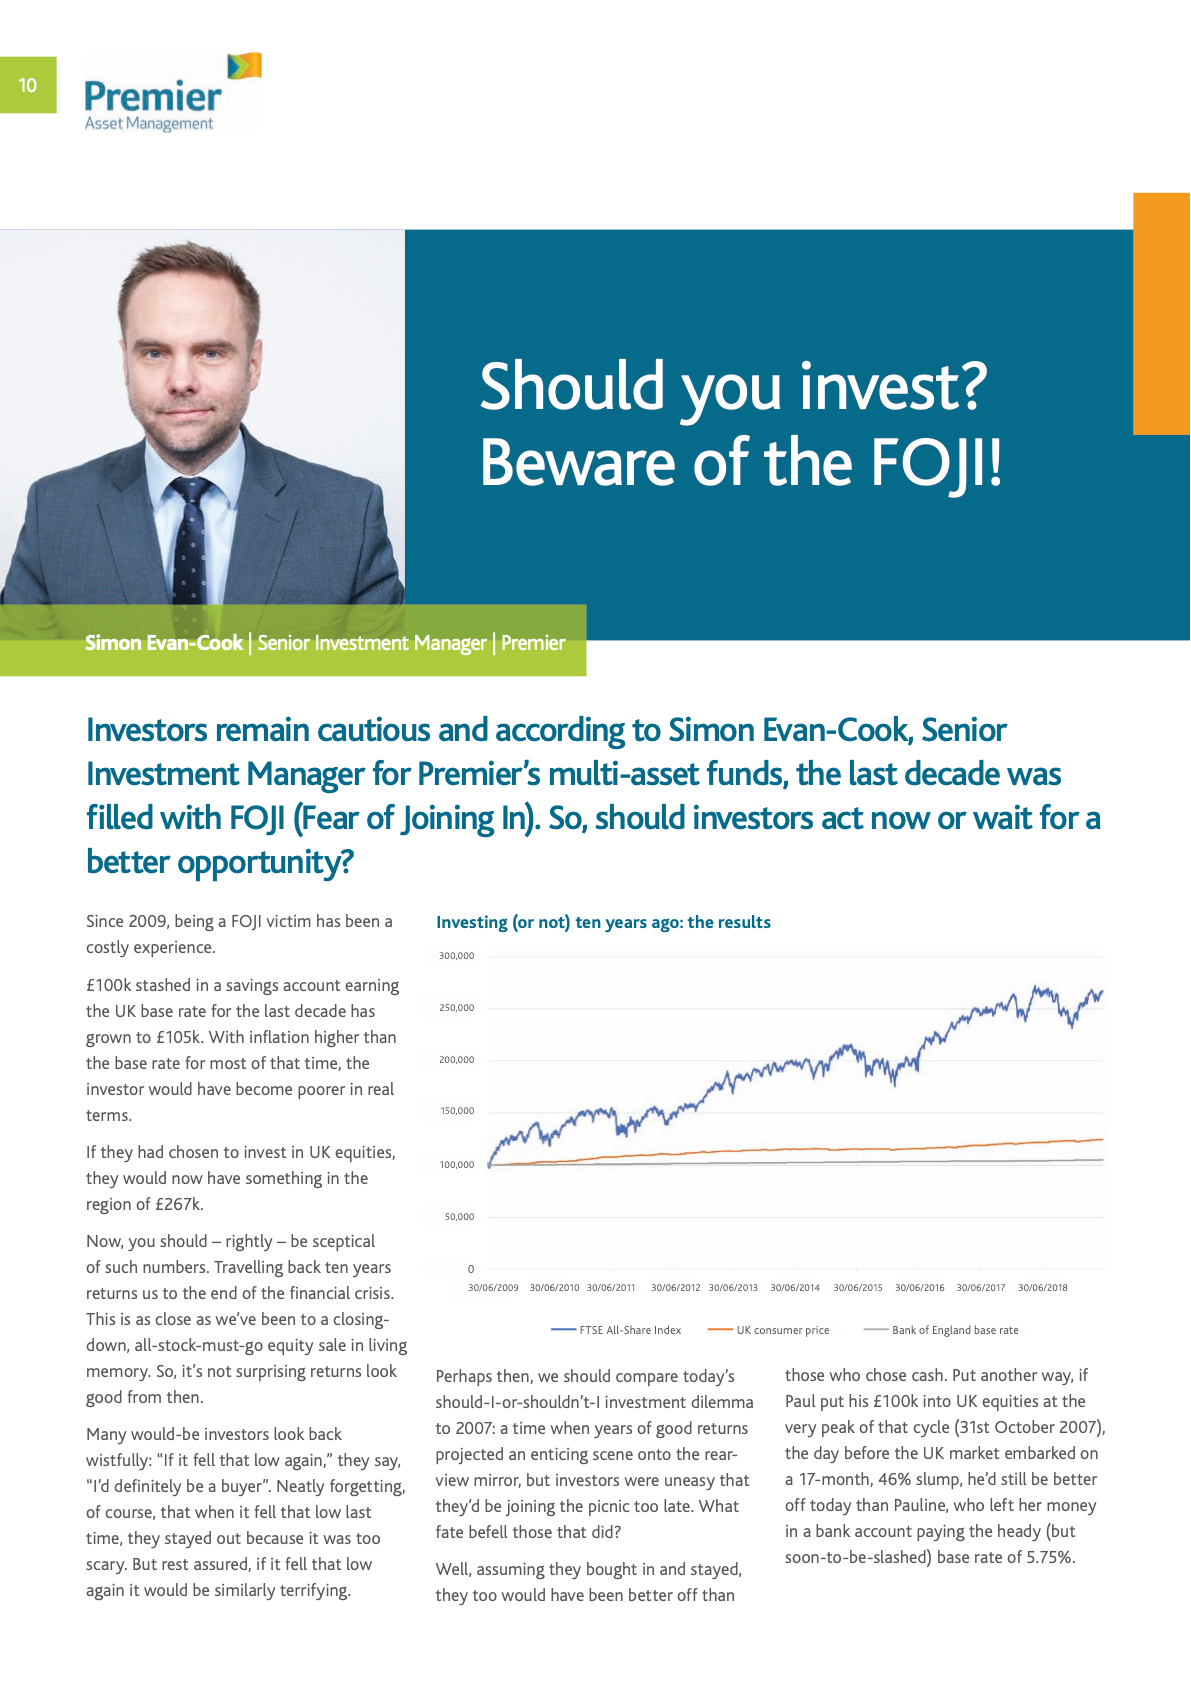 10
Premier
Asset Management
Should you invest?
Beware of the FOJI!
Simon Evan-Cook | Senior Investment Manager | Premier
Investors remain cautious and according to Simon Evan-Cook, Senior
Investment Manager for Premier’s multi-asset funds, the last decade was
filled with FOJI (Fear of Joining In). So, should investors act now or wait for a
better opportunity?
Since 2009, being a FOJI victim has been a
costly experience.
£100k stashed in a savings account earning
the UK base rate for the last decade has
grown to £105k. With inflation higher than
the base rate for most of that time, the
investor would have become poorer in real
terms.
If they had chosen to invest in UK equities,
they would now have something in the
region of £267k.
Now, you should – rightly – be sceptical
of such numbers. Travelling back ten years
returns us to the end of the financial crisis.
This is as close as we’ve been to a closing-
down, all-stock-must-go equity sale in living
memory. So, it’s not surprising returns look
good from then.
Many would-be investors look back
wistfully: “If it fell that low again,” they say,
“I’d definitely be a buyer”. Neatly forgetting,
of course, that when it fell that low last
time, they stayed out because it was too
scary. But rest assured, if it fell that low
again it would be similarly terrifying.
Investing (or not) ten years ago: the results
300,000
250,000
200,000
150,000
100,000
50,000
0
30/06/2009 30/06/2010 30/06/2011 30/06/2012 30/06/2013 30/06/2014 30/06/2015 30/06/2016 30/06/2017 30/06/2018
FTSE All-Share Index UK consumer price Bank of England base rate
Perhaps then, we should compare today’s
should-I-or-shouldn’t-I investment dilemma
to 2007: a time when years of good returns
projected an enticing scene onto the rear-
view mirror, but investors were uneasy that
they’d be joining the picnic too late. What
fate befell those that did?
Well, assuming they bought in and stayed,
they too would have been better off than
those who chose cash. Put another way, if
Paul put his £100k into UK equities at the
very peak of that cycle (31st October 2007),
the day before the UK market embarked on
a 17-month, 46% slump, he’d still be better
off today than Pauline, who left her money
in a bank account paying the heady (but
soon-to-be-slashed) base rate of 5.75%.